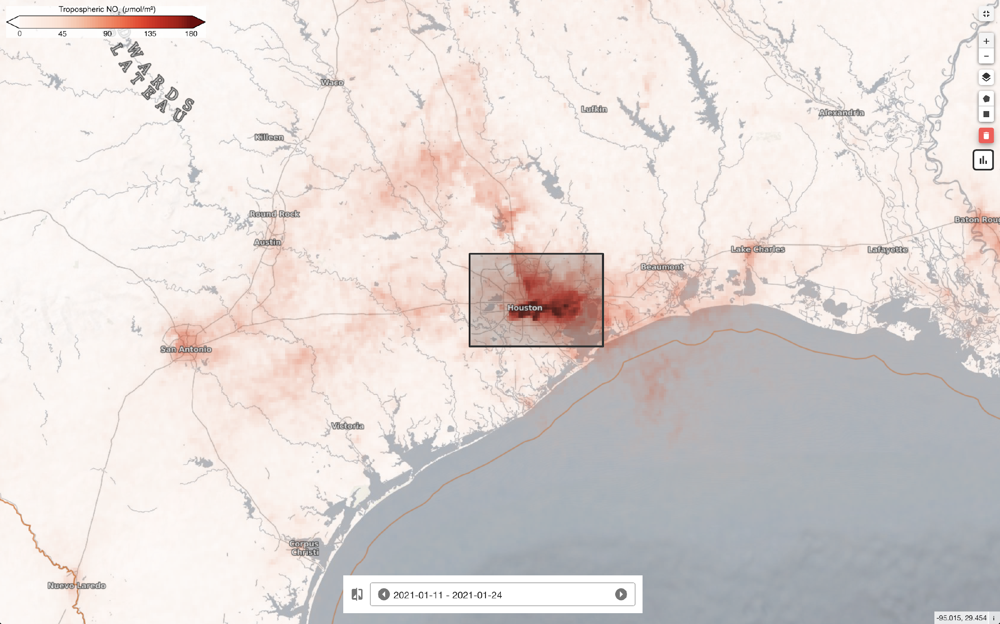 Tropospheric NO₂ (μmol/m²)
0 45 90 135 180
WARDS
LATEAU
Waco
Lufkin
Alexandria
Killeen
Round Rock
Baton Roug
Austin
Lake Charles
Lafayette
Beaumont
Houston
San Antonio
Victoria
Corpus
Christi
Nuevo Laredo
2021-01-11 - 2021-01-24
-95.015, 29.454 i